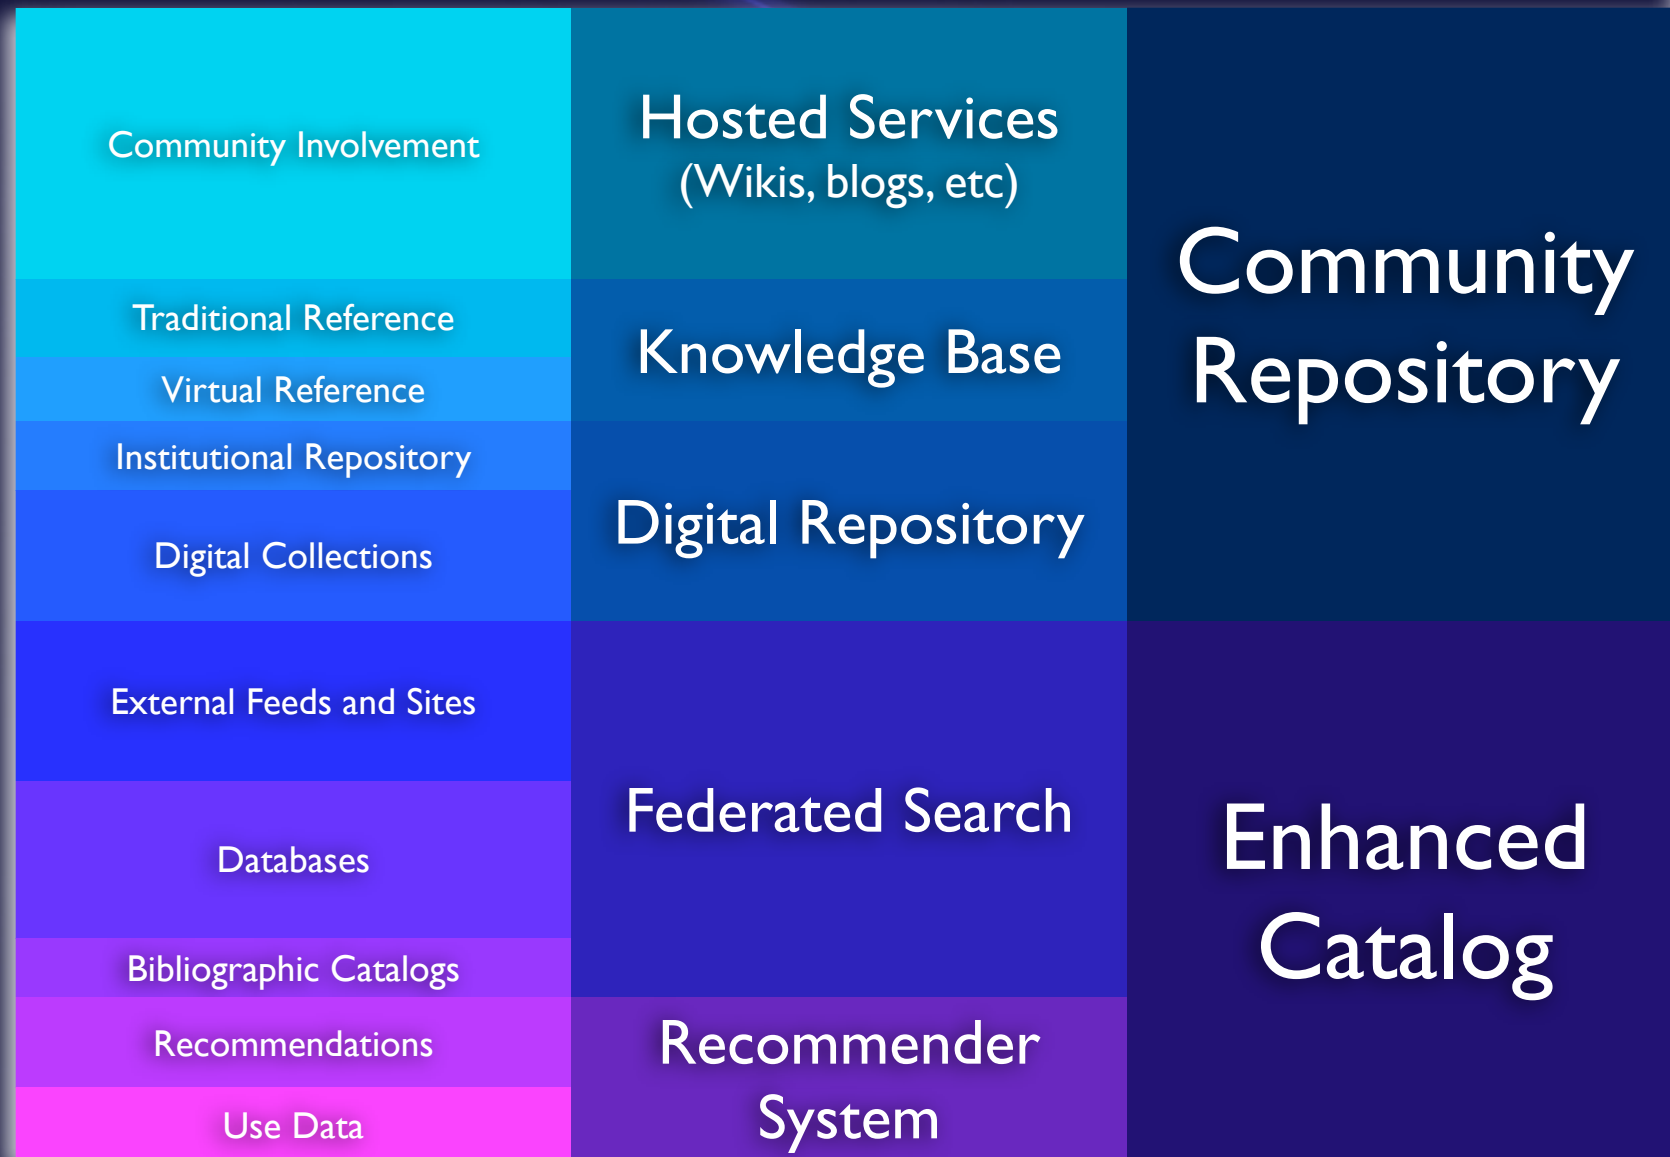 Community Involvement
Traditional Reference
Virtual Reference
Institutional Repository
Digital Collections
External Feeds and Sites
Databases
Bibliographic Catalogs
Recommendations
Use Data
Hosted Services
(Wikis, blogs, etc)
Knowledge Base
Digital Repository
Federated Search
Recommender
System
Community
Repository
Enhanced
Catalog